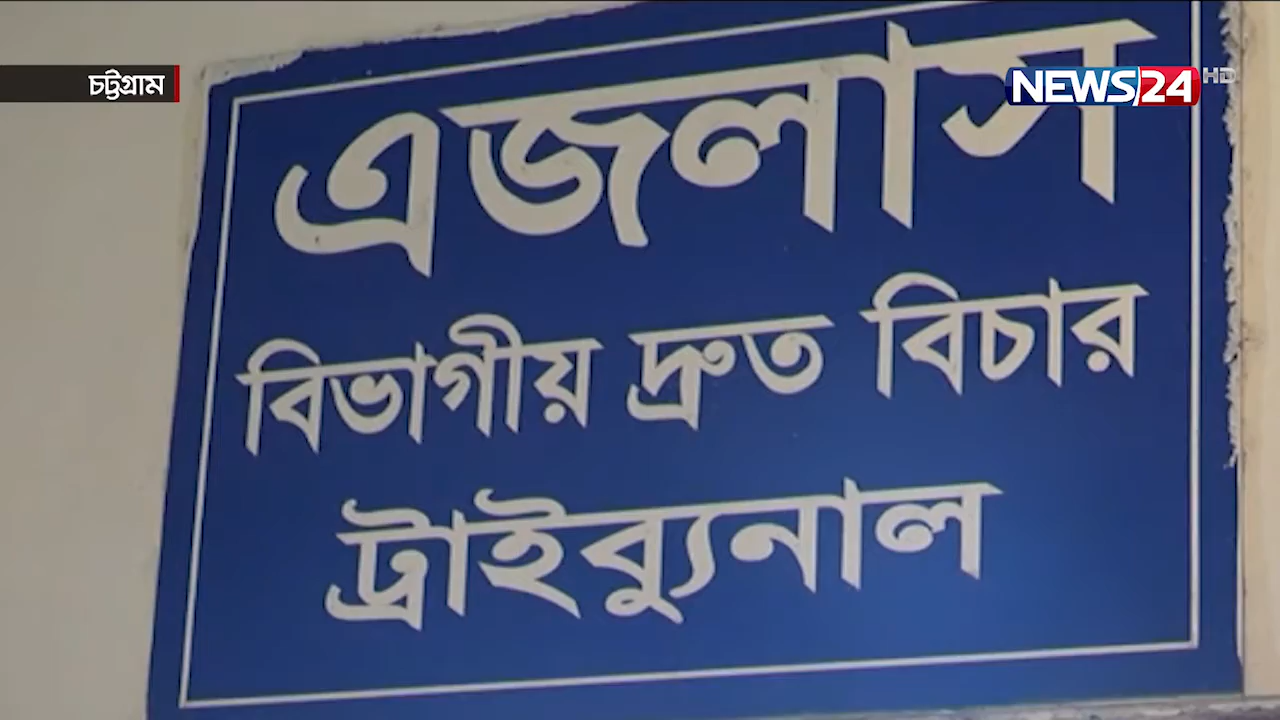 চট্টগ্রাম
NEWS24 HD
এজলাস
বিভাগীয় দ্রুত বিচার
ট্রাইব্যুনাল